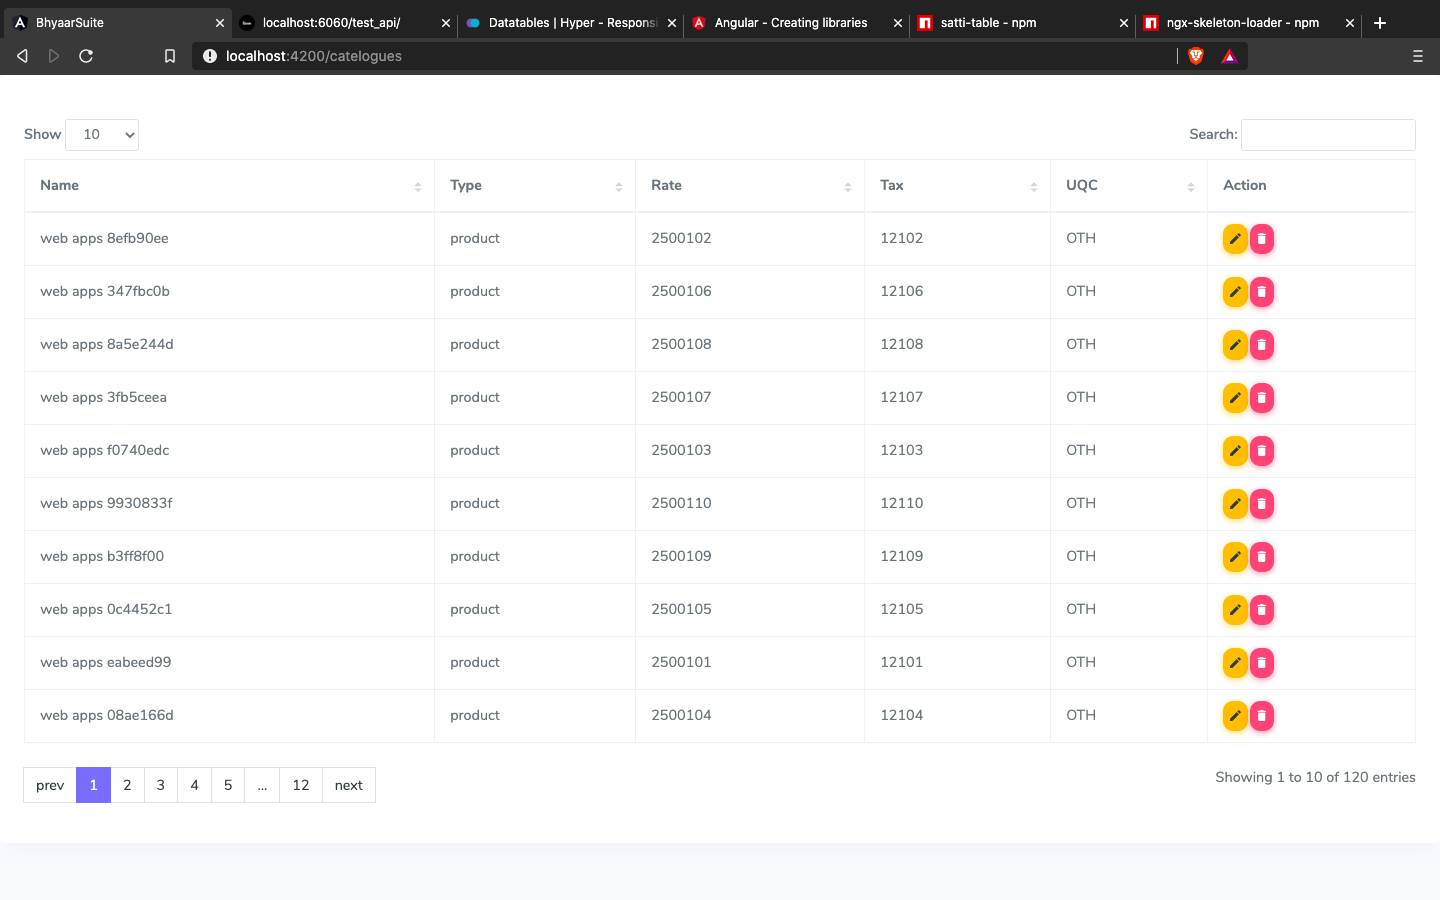 BhyaarSuite
localhost:6060/test_api/
Datatables | Hyper - Responsi
Angular - Creating libraries
satti-table - npm
ngx-skeleton-loader - npm
localhost:4200/catelogues
Show 10 Search:
Name Type Rate Tax UQC Action
web apps 8efb90ee product 2500102 12102 OTH
web apps 347fbc0b product 2500106 12106 OTH
web apps 8a5e244d product 2500108 12108 OTH
web apps 3fb5ceea product 2500107 12107 OTH
web apps f0740edc product 2500103 12103 OTH
web apps 9930833f product 2500110 12110 OTH
web apps b3ff8f00 product 2500109 12109 OTH
web apps 0c4452c1 product 2500105 12105 OTH
web apps eabeed99 product 2500101 12101 OTH
web apps 08ae166d product 2500104 12104 OTH
prev 1 2 3 4 5 ... 12 next
Showing 1 to 10 of 120 entries